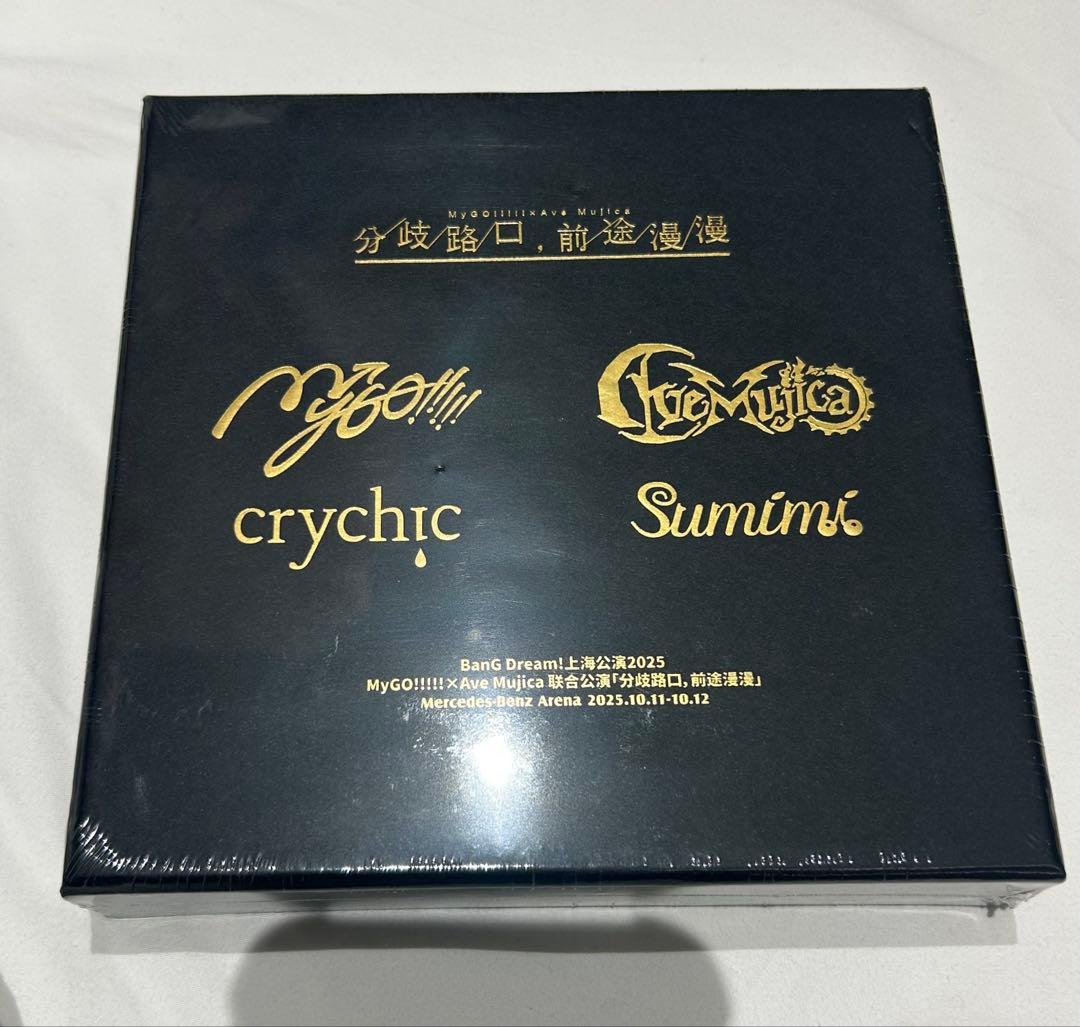 MyGO!!!!!×Ave Mujica
分歧路口,前途漫漫
MyGO!!!!!
Ave Mujica
crychic
Sumimi
BanG Dream!上海公演2025
MyGO!!!!!×Ave Mujica 联合公演「分歧路口,前途漫漫」
Mercedes-Benz Arena 2025.10.11-10.12